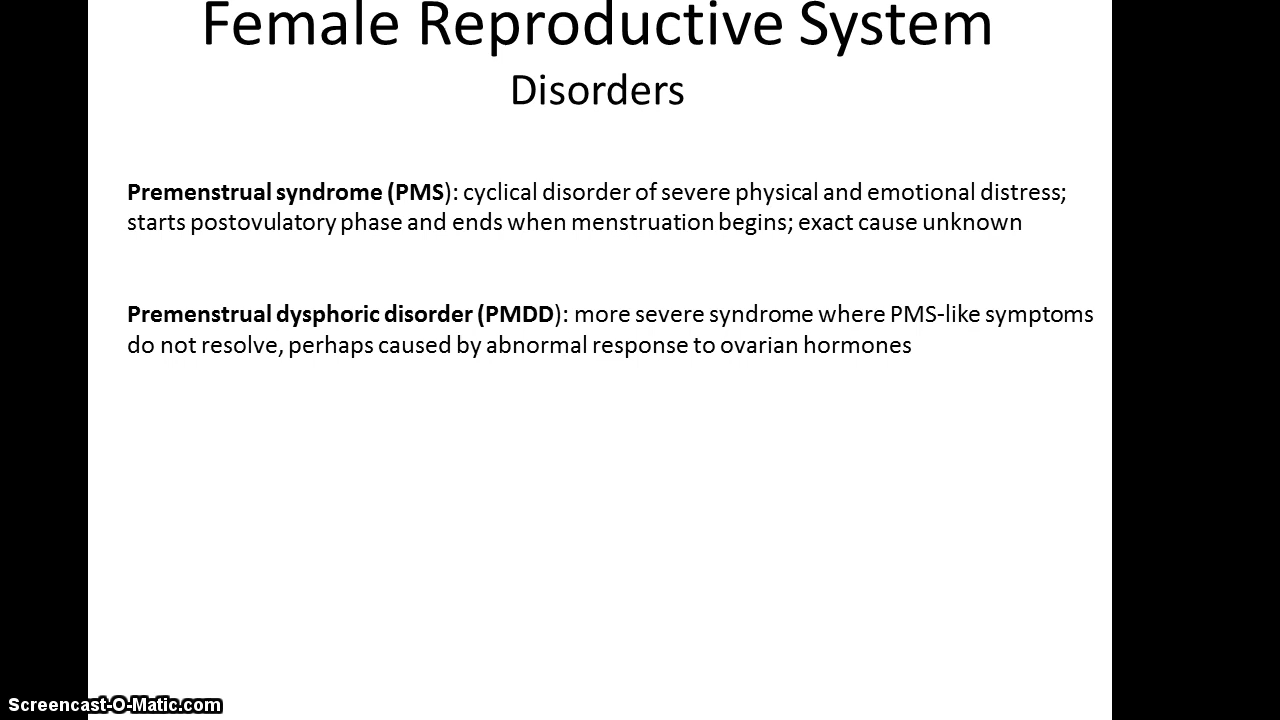 Female Reproductive System
Disorders
Premenstrual syndrome (PMS): cyclical disorder of severe physical and emotional distress;
starts postovulatory phase and ends when menstruation begins; exact cause unknown
Premenstrual dysphoric disorder (PMDD): more severe syndrome where PMS-like symptoms
do not resolve, perhaps caused by abnormal response to ovarian hormones
Screencast-O-Matic.com